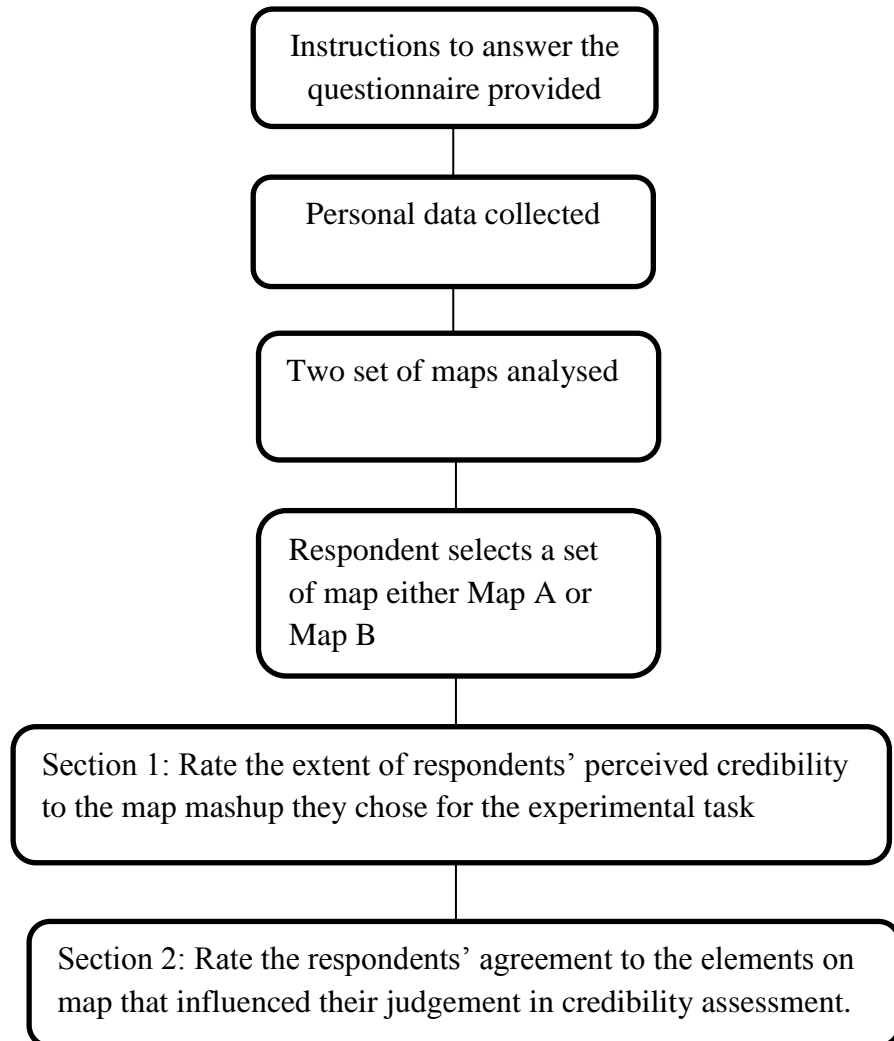 Instructions to answer the
questionnaire provided
Personal data collected
Two set of maps analysed
Respondent selects a set
of map either Map A or
Map B
Section 1: Rate the extent of respondents’ perceived credibility
to the map mashup they chose for the experimental task
Section 2: Rate the respondents’ agreement to the elements on
map that influenced their judgement in credibility assessment.